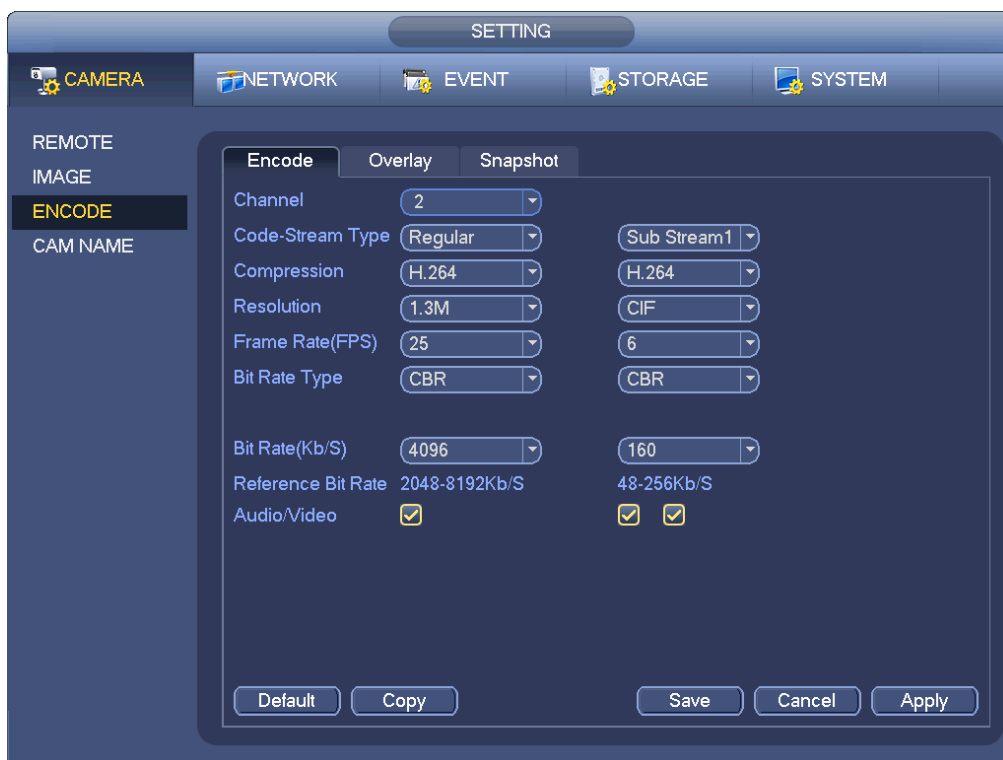 SETTING
CAMERA NETWORK EVENT STORAGE SYSTEM
REMOTE
IMAGE
ENCODE
CAM NAME
Encode Overlay Snapshot
Channel 2
Code-Stream Type Regular Sub Stream1
Compression H.264 H.264
Resolution 1.3M CIF
Frame Rate(FPS) 25 6
Bit Rate Type CBR CBR
Bit Rate(Kb/S) 4096 160
Reference Bit Rate 2048-8192Kb/S 48-256Kb/S
Audio/Video
Default Copy Save Cancel Apply